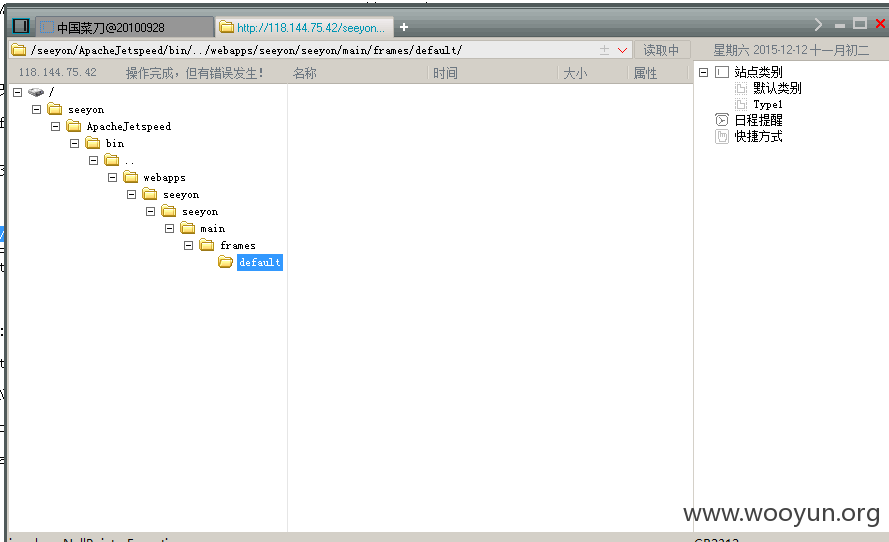 中国菜刀@20100928
http://118.144.75.42/seeyon...
/seeyon/ApacheJetspeed/bin/../webapps/seeyon/seeyon/main/frames/default/
读取中
星期六 2015-12-12 十一月初二
118.144.75.42 操作完成，但有错误发生！ 名称 时间 大小 属性
/
seeyon
ApacheJetspeed
bin
..
webapps
seeyon
seeyon
main
frames
default
站点类别
默认类别
Type1
日程提醒
快捷方式
www.wooyun.org